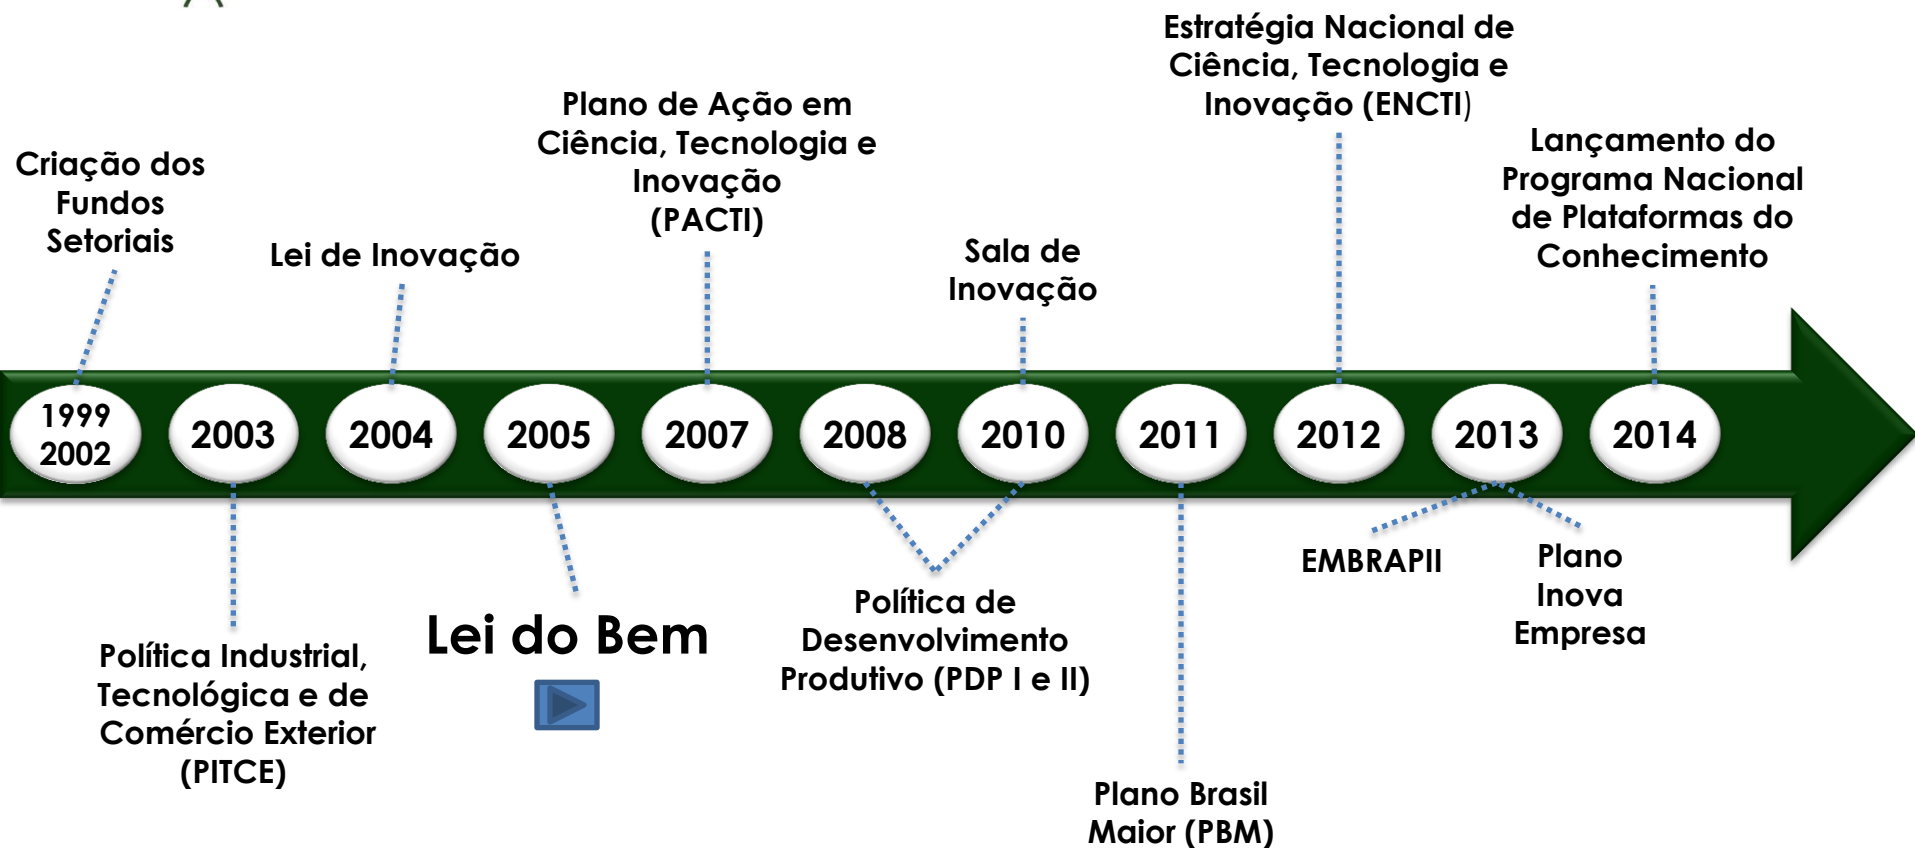 Criação dos
Fundos
Setoriais
Lei de Inovação
Plano de Ação em
Ciência, Tecnologia e
Inovação
(PACTI)
Sala de
Inovação
Estratégia Nacional de
Ciência, Tecnologia e
Inovação (ENCTI)
Lançamento do
Programa Nacional
de Plataformas do
Conhecimento
1999
2002
2003
2004
2005
2007
2008
2010
2011
2012
2013
2014
Política Industrial,
Tecnológica e de
Comércio Exterior
(PITCE)
Lei do Bem
Política de
Desenvolvimento
Produtivo (PDP I e II)
Plano Brasil
Maior (PBM)
EMBRAPII
Plano
Inova
Empresa